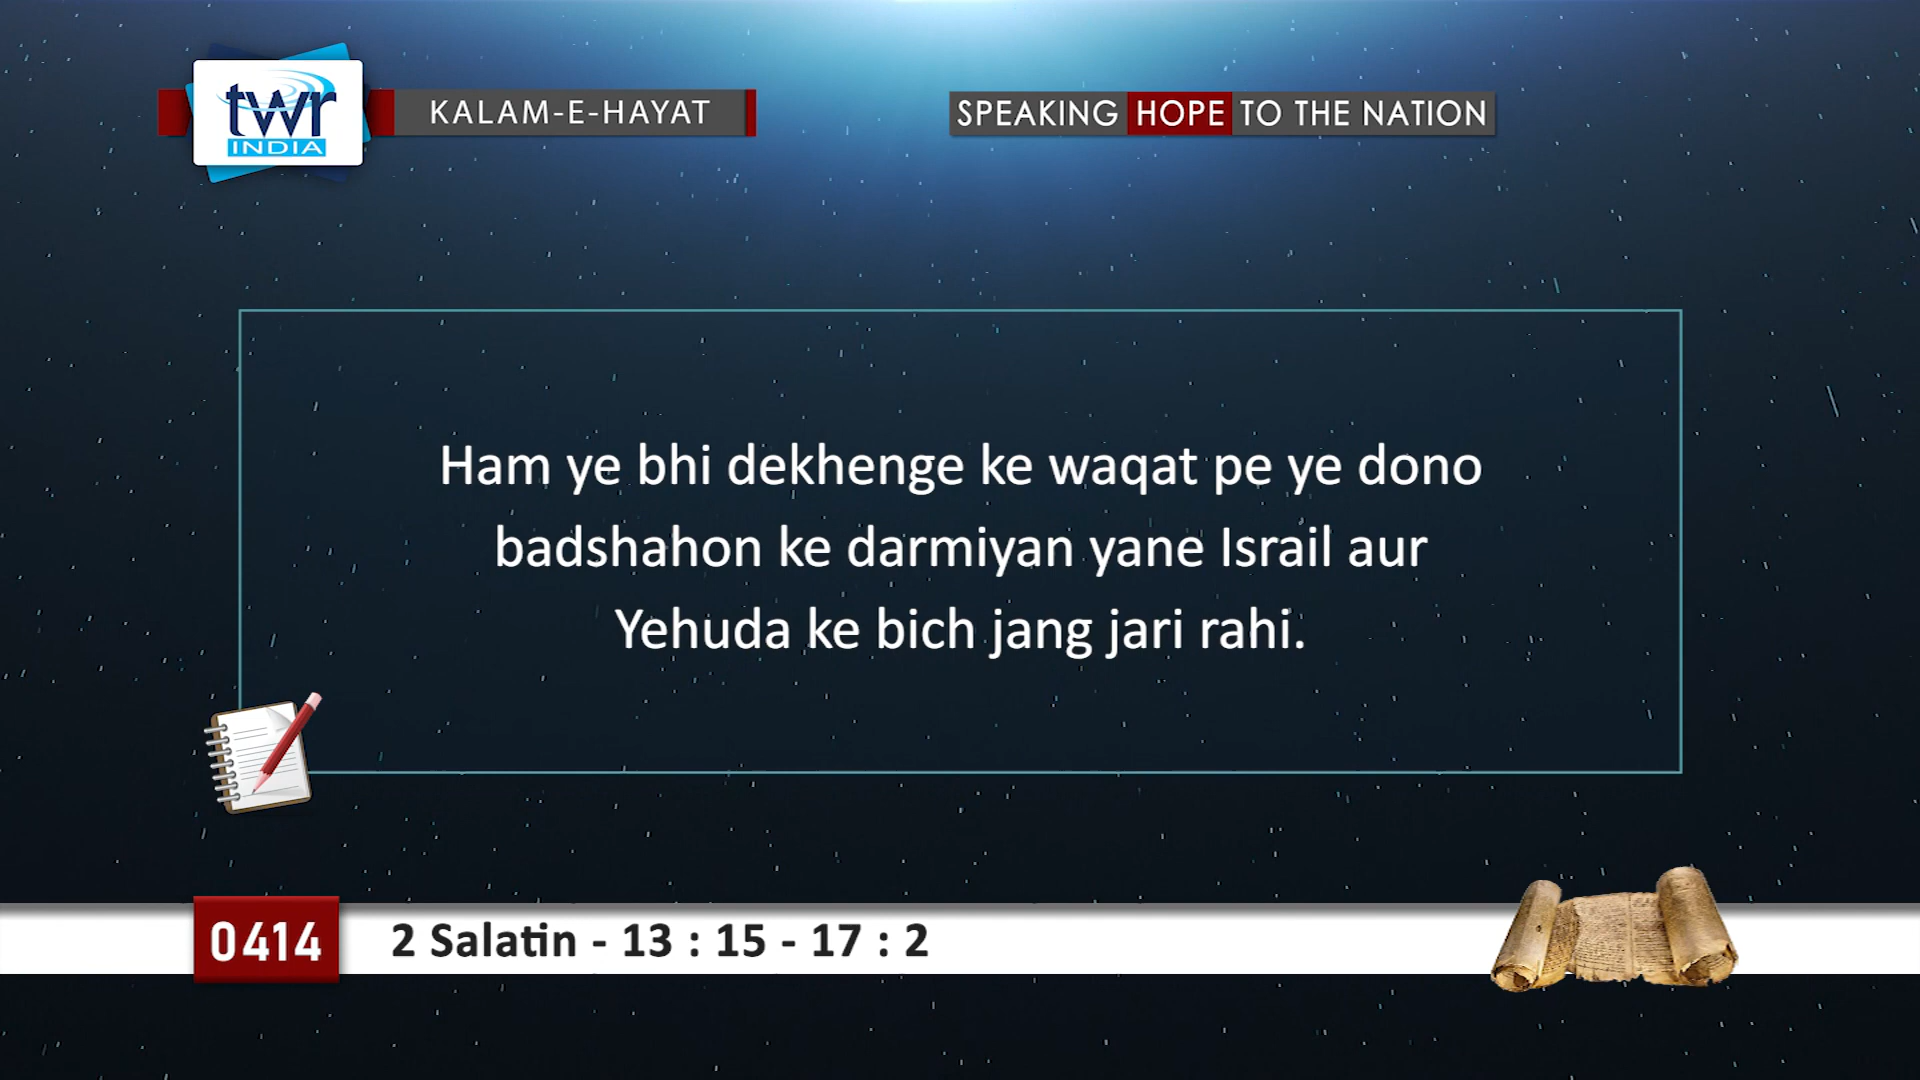 twr
INDIA
KALAM-E-HAYAT
SPEAKING HOPE TO THE NATION
Ham ye bhi dekhenge ke waqat pe ye dono
badshahon ke darmiyan yane Israil aur
Yehuda ke bich jang jari rahi.
0414
2 Salatin - 13 : 15 - 17 : 2